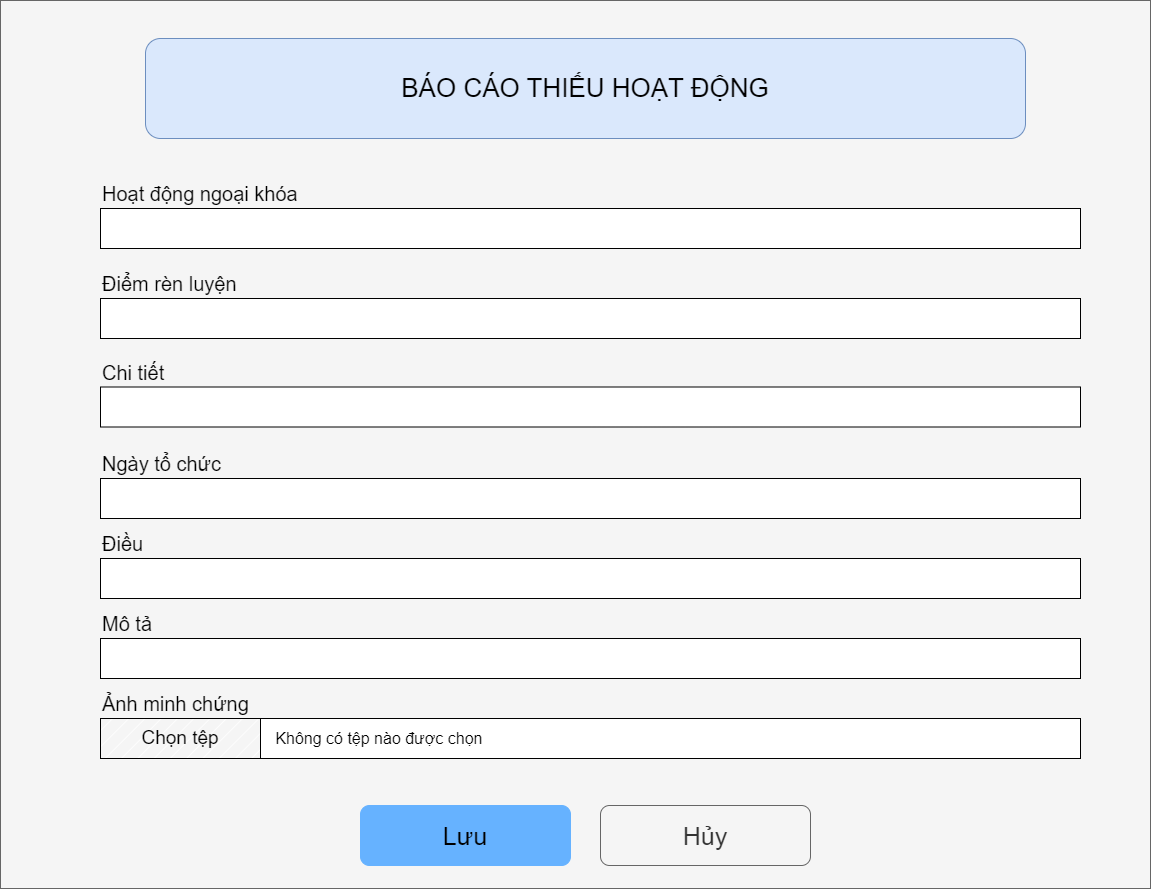 BÁO CÁO THIẾU HOẠT ĐỘNG
Hoạt động ngoại khóa
Điểm rèn luyện
Chi tiết
Ngày tổ chức
Điều
Mô tả
Ảnh minh chứng
Chọn tệp Không có tệp nào được chọn
Lưu Hủy